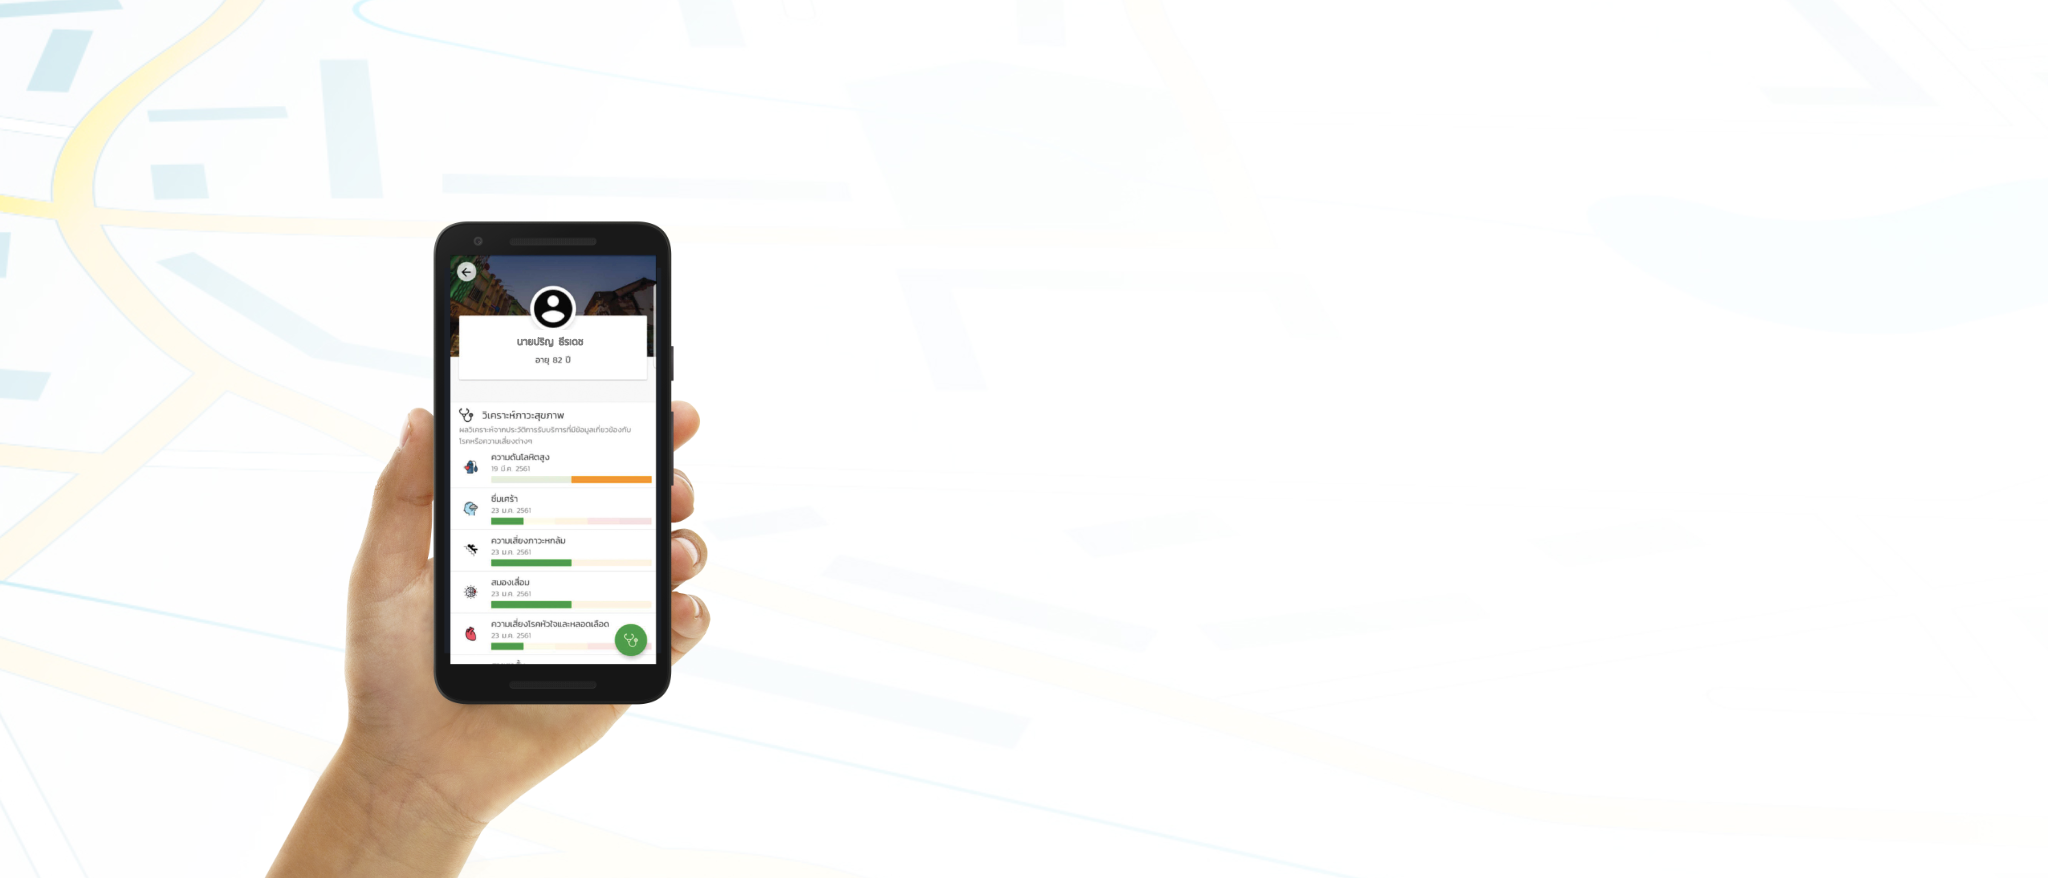 นายปริญ ธีรเดช
อายุ 82 ปี
วิเคราะห์ภาวะสุขภาพ
ผลวิเคราะห์จากประวัติการรับบริการที่มีข้อมูลเกี่ยวข้องกับ
โรคหรือความเสี่ยงต่างๆ
ความดันโลหิตสูง
19 มี.ค. 2561
ซึมเศร้า
23 ม.ค. 2561
ความเสี่ยงภาวะหกล้ม
23 ม.ค. 2561
สมองเสื่อม
23 ม.ค. 2561
ความเสี่ยงโรคหัวใจและหลอดเลือด
23 ม.ค. 2561